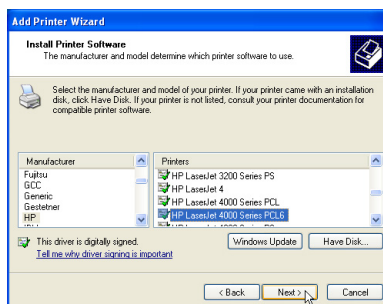 Add Printer Wizard
Install Printer Software
The manufacturer and model determine which printer software to use.
Select the manufacturer and model of your printer. If your printer came with an installation
disk, click Have Disk. If your printer is not listed, consult your printer documentation for
compatible printer software.
Manufacturer
Fujitsu
GCC
Generic
Gestetner
HP
Printers
HP LaserJet 3200 Series PS
HP LaserJet 4
HP LaserJet 4000 Series PCL
HP LaserJet 4000 Series PCL6
This driver is digitally signed.
Tell me why driver signing is important
Windows Update
Have Disk...
< Back
Next >
Cancel